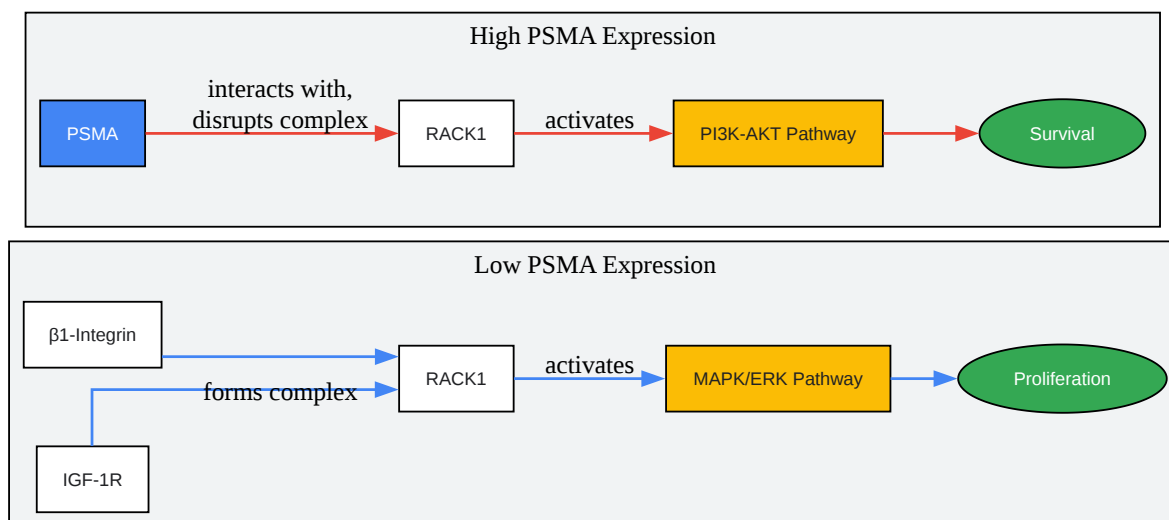 High PSMA Expression
interacts with,
disrupts complex
PSMA
RACK1
activates
PI3K-AKT Pathway
Survival
Low PSMA Expression
β1-Integrin
forms complex
IGF-1R
RACK1
activates
MAPK/ERK Pathway
Proliferation